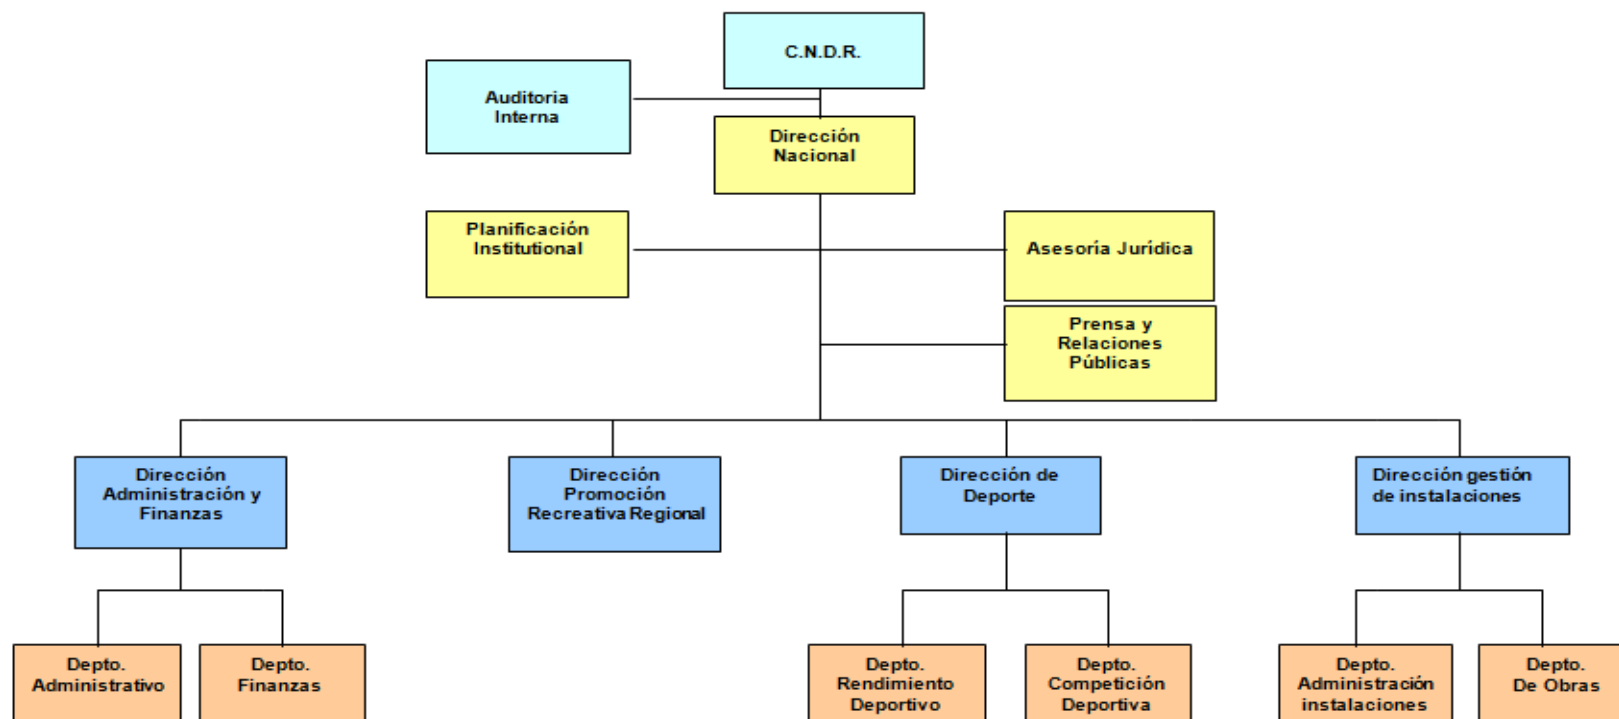 C.N.D.R.
Auditoria
Interna
Dirección
Nacional
Planificación
Institutional
Asesoría Jurídica
Prensa y
Relaciones
Públicas
Dirección
Administración y
Finanzas
Dirección
Promoción
Recreativa Regional
Dirección de
Deporte
Dirección gestión
de instalaciones
Depto.
Administrativo
Depto.
Finanzas
Depto.
Rendimiento
Deportivo
Depto.
Competición
Deportiva
Depto.
Administración
instalaciones
Depto.
De Obras